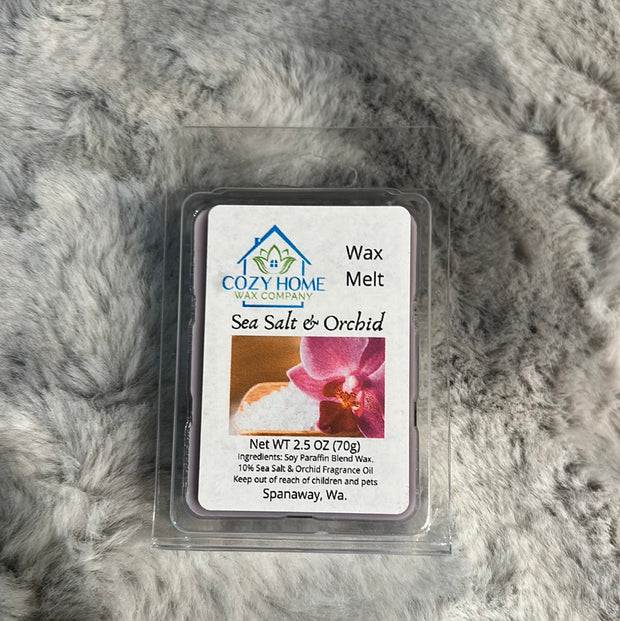 Wax
Melt
COZY HOME
WAX COMPANY
Sea Salt & Orchid
Net WT 2.5 OZ (70g)
Ingredients: Soy Paraffin Blend Wax.
10% Sea Salt & Orchid Fragrance Oil
Keep out of reach of children and pets
Spanaway, Wa.